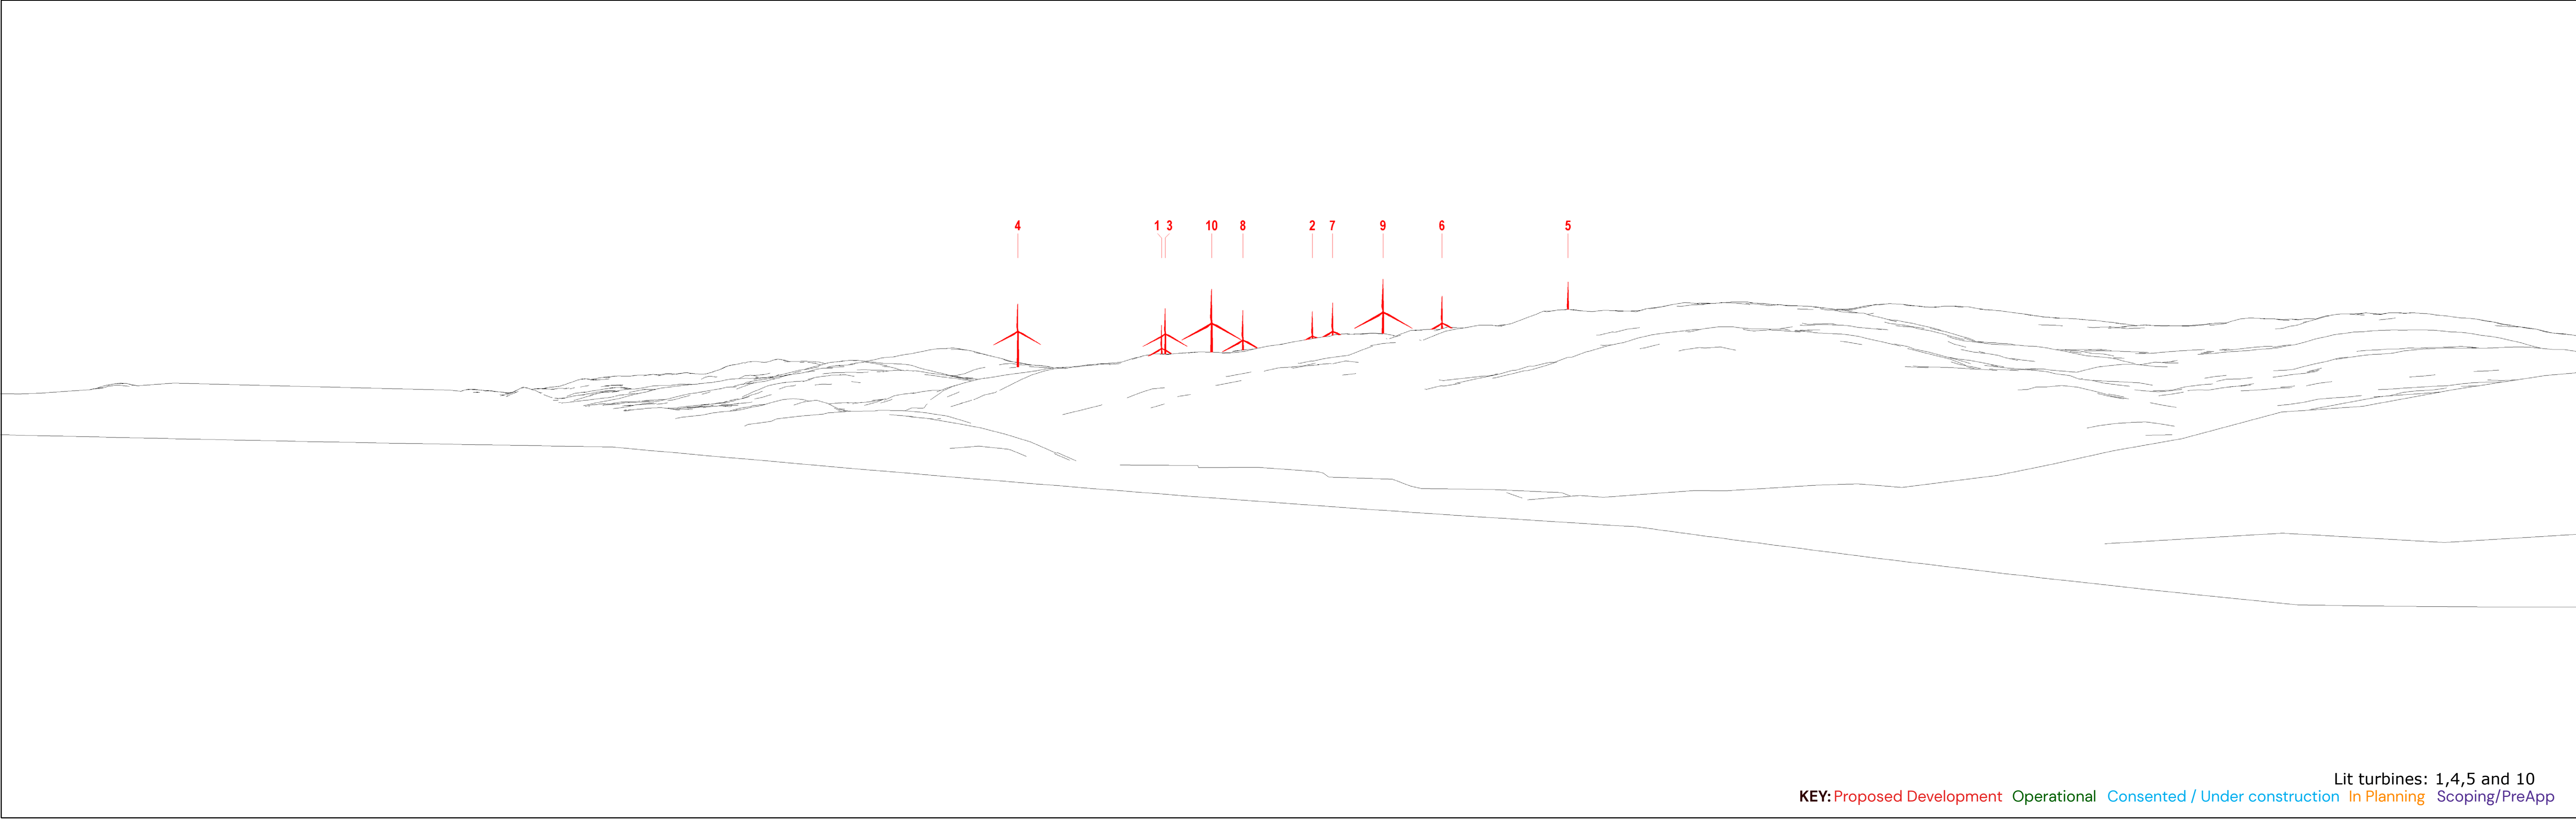 4 1 3 10 8 2 7 9 6 5
Lit turbines: 1,4,5 and 10
KEY: Proposed Development Operational Consented / Under construction In Planning Scoping/PreApp